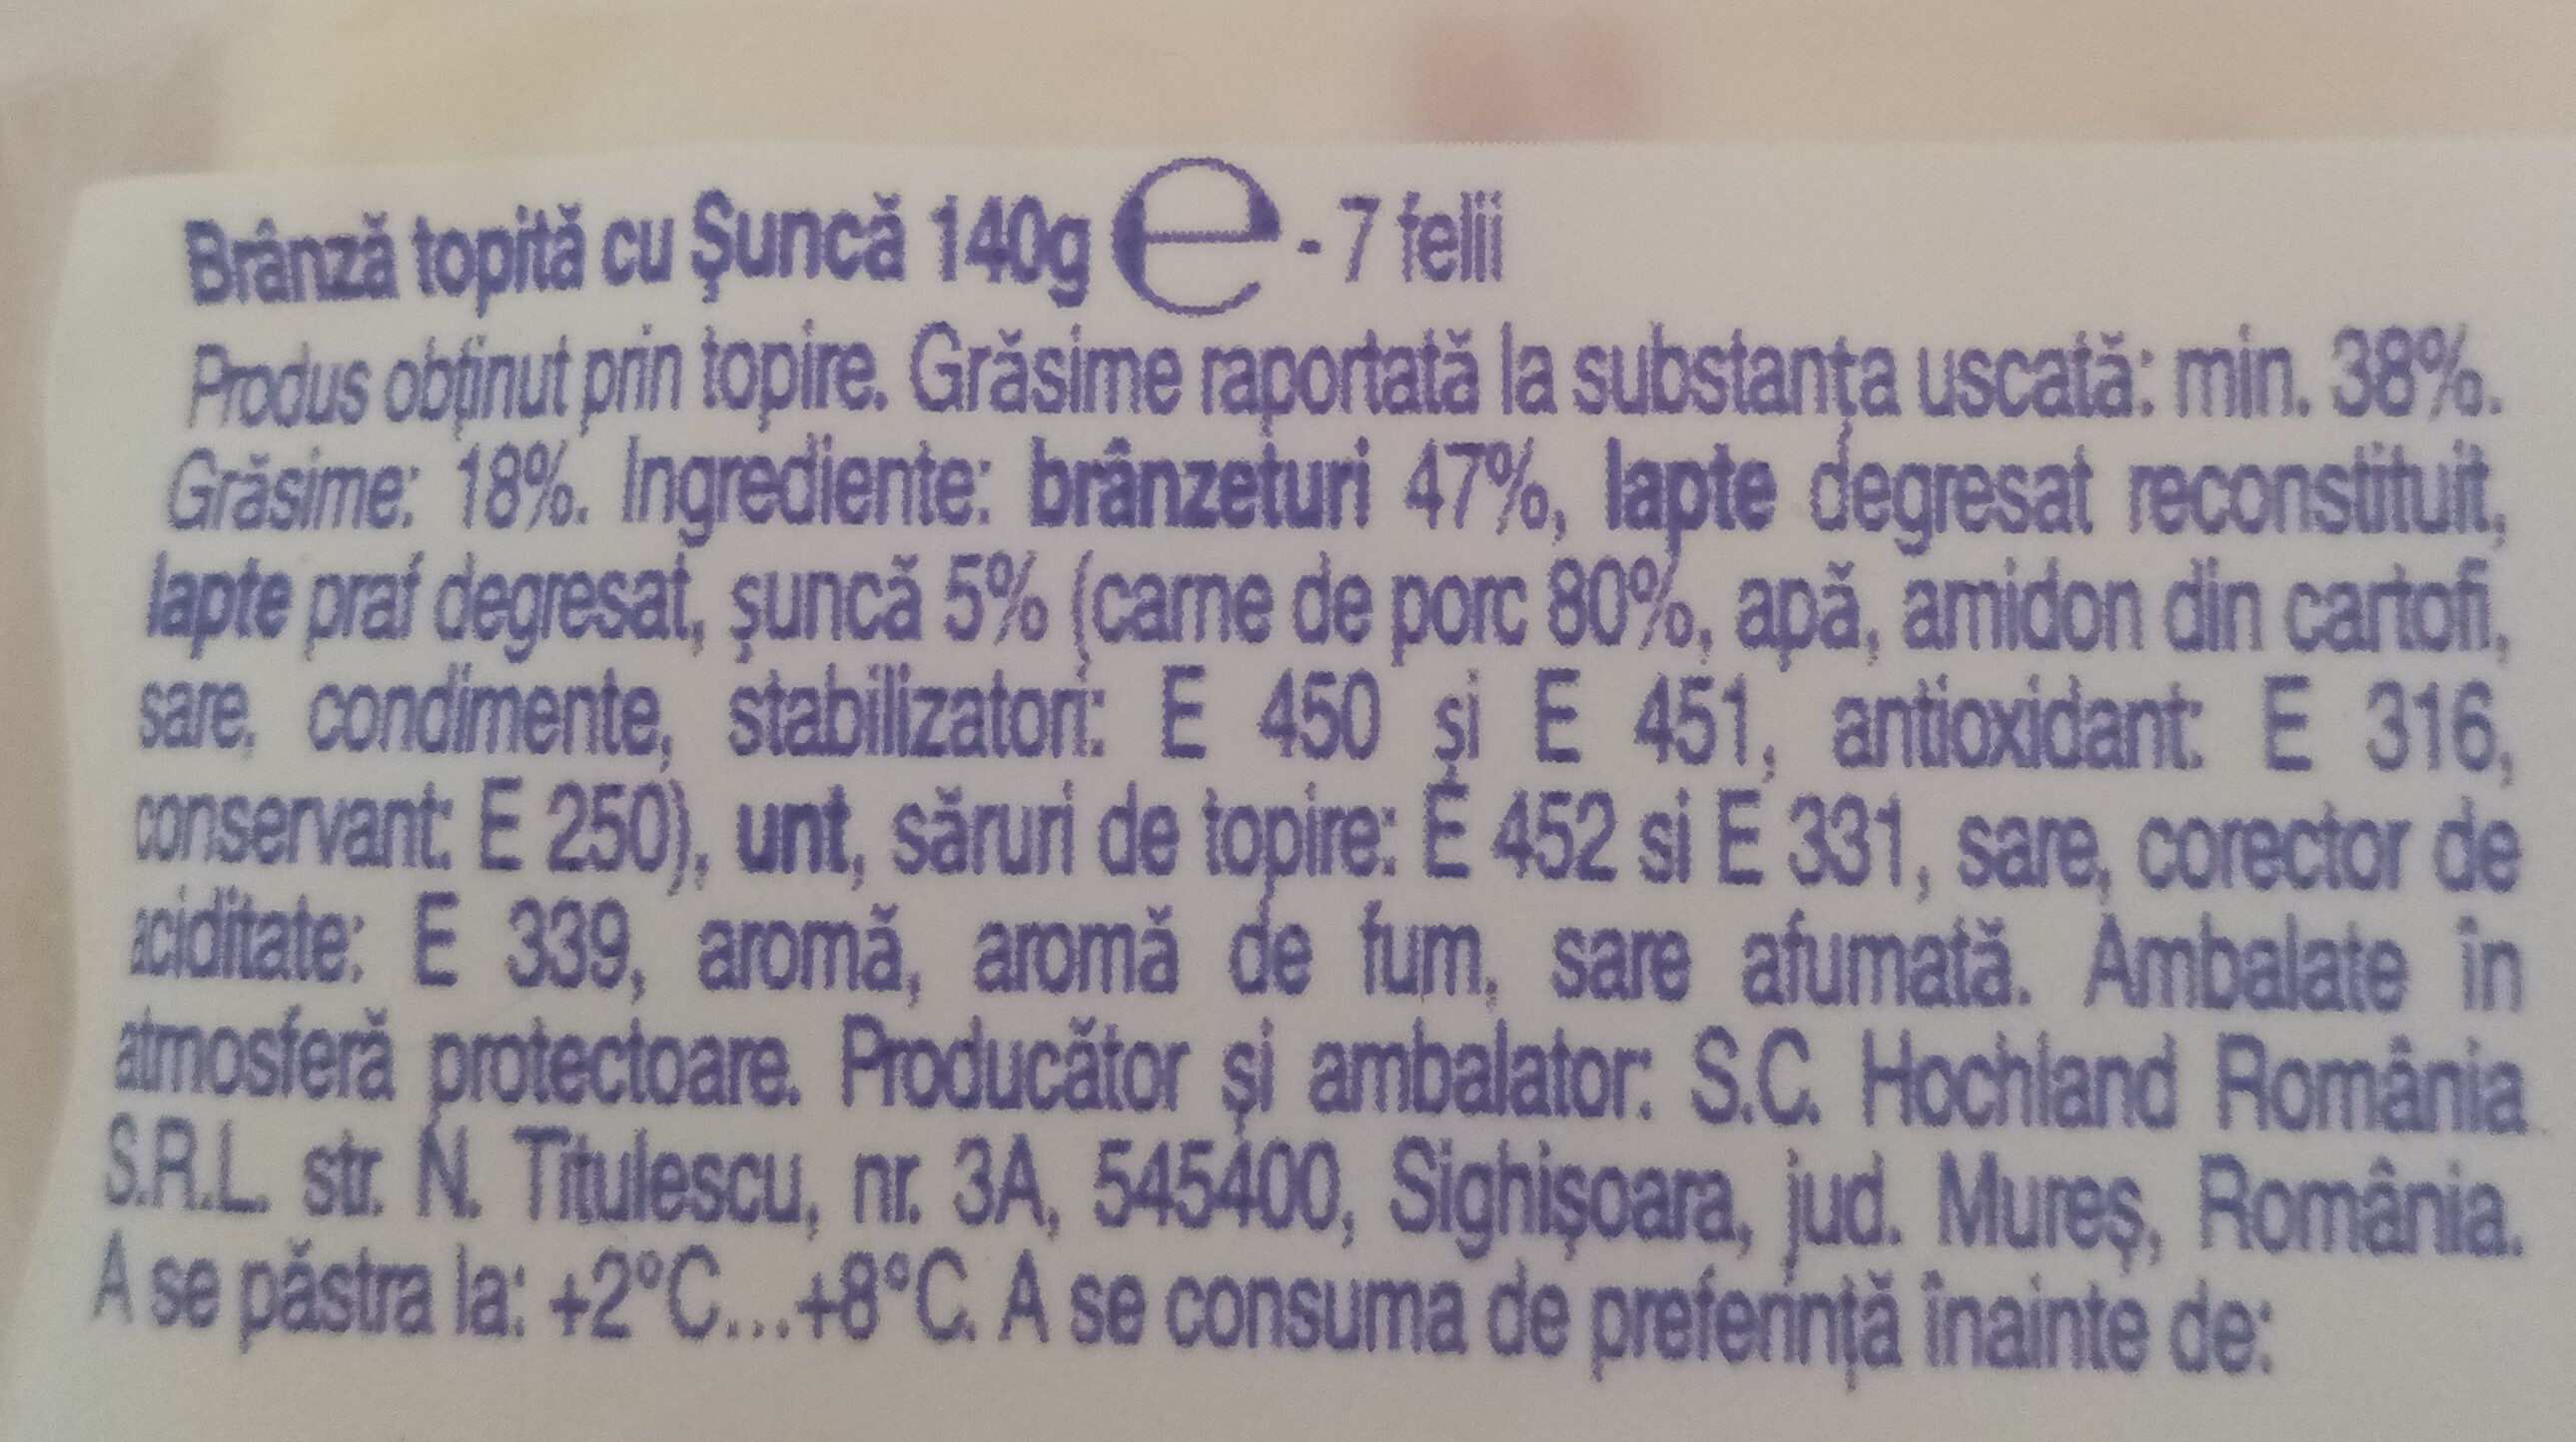 Brânză topită cu Şuncă 140g ℮ - 7 felii
Produs obţinut prin topire. Grăsime raportată la substanţa uscată: min. 38%.
Grăsime: 18%. Ingrediente: brânzeturi 47%, lapte degresat reconstituit,
lapte praf degresat, şuncă 5% (carne de porc 80%, apă, amidon din cartofi,
sare, condimente, stabilizatori: E 450 şi E 451, antioxidant: E 316,
conservant: E 250), unt, săruri de topire: E 452 si E 331, sare, corector de
aciditate: E 339, aromă, aromă de fum, sare afumată. Ambalate în
atmosferă protectoare. Producător şi ambalator: S.C. Hochland România
S.R.L. str. N. Titulescu, nr. 3A, 545400, Sighişoara, jud. Mureş, România.
A se păstra la: +2°C...+8°C. A se consuma de preferinţă înainte de: